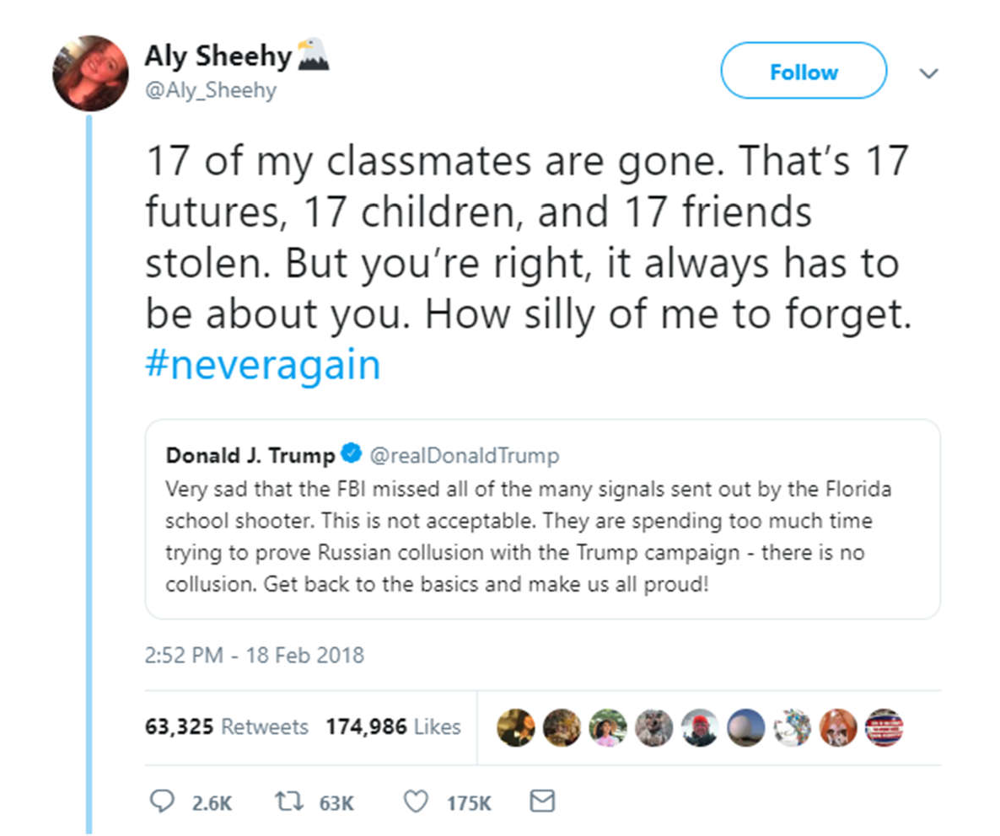 Aly Sheehy
@Aly_Sheehy
Follow
17 of my classmates are gone. That’s 17
futures, 17 children, and 17 friends
stolen. But you’re right, it always has to
be about you. How silly of me to forget.
#neveragain
Donald J. Trump @realDonaldTrump
Very sad that the FBI missed all of the many signals sent out by the Florida
school shooter. This is not acceptable. They are spending too much time
trying to prove Russian collusion with the Trump campaign - there is no
collusion. Get back to the basics and make us all proud!
2:52 PM - 18 Feb 2018
63,325 Retweets 174,986 Likes
2.6K 63K 175K